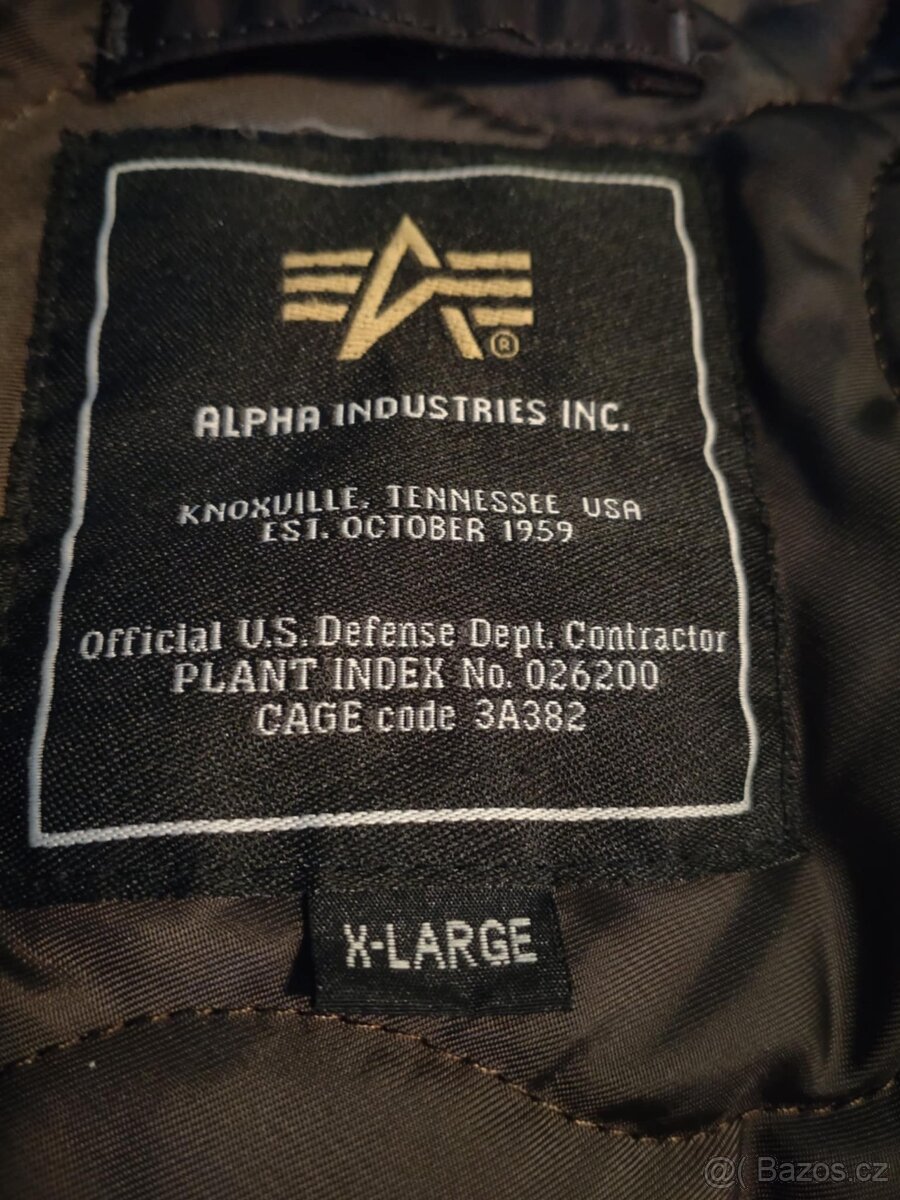 ®
ALPHA INDUSTRIES INC.
KNOXVILLE, TENNESSEE USA
EST. OCTOBER 1959
Official U.S. Defense Dept. Contractor
PLANT INDEX No. 026200
CAGE code 3A382
X-LARGE
@( Bazos.cz